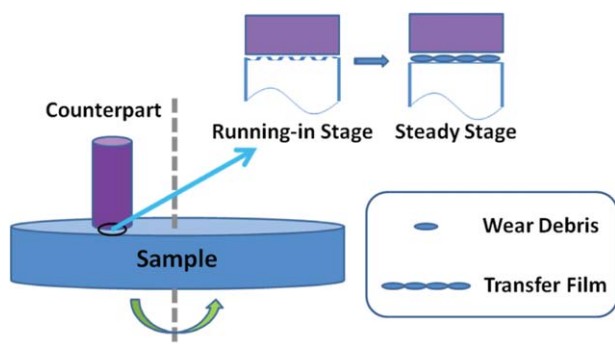 Counterpart
Running-in Stage
Steady Stage
Sample
Wear Debris
Transfer Film